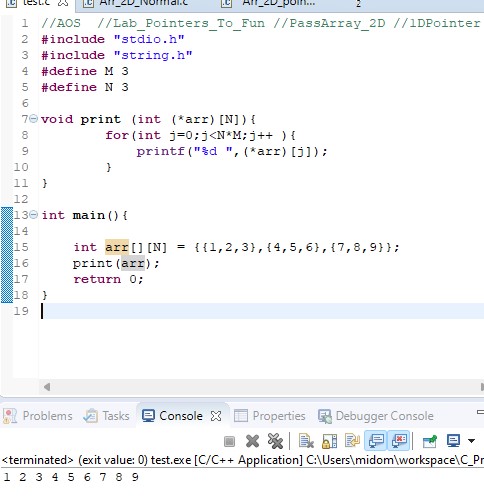 test.c Arr_2D_Normal.c Arr_2D_poin... 2
1 //AOS //Lab_Pointers_To_Fun //PassArray_2D //1DPointer
2 #include "stdio.h"
3 #include "string.h"
4 #define M 3
5 #define N 3
6
7 void print (int (*arr)[N]){
8 for(int j=0;j<N*M;j++ ){
9 printf("%d ",(*arr)[j]);
10 }
11 }
12
13 int main(){
14
15 int arr[][N] = {{1,2,3},{4,5,6},{7,8,9}};
16 print(arr);
17 return 0;
18 }
19
Problems Tasks Console Properties Debugger Console
<terminated> (exit value: 0) test.exe [C/C++ Application] C:\Users\midom\workspace\C_Pr
1 2 3 4 5 6 7 8 9